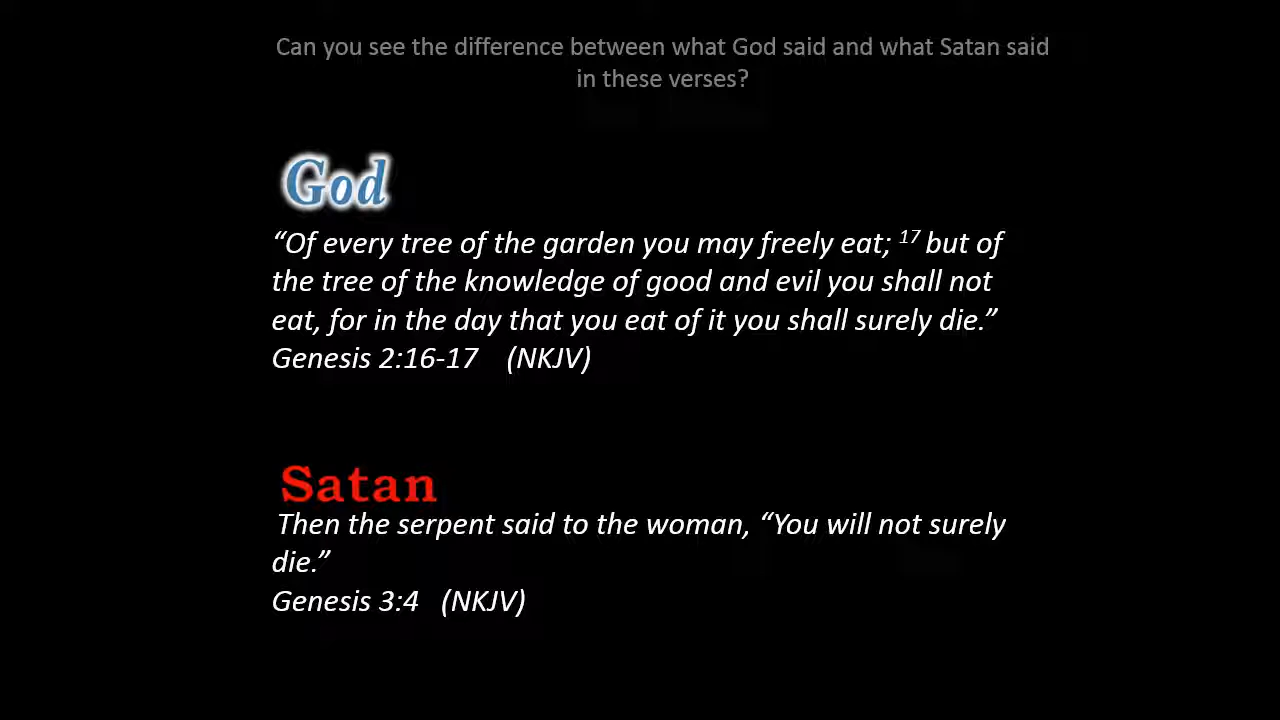 Can you see the difference between what God said and what Satan said
in these verses?
God
“Of every tree of the garden you may freely eat; 17 but of
the tree of the knowledge of good and evil you shall not
eat, for in the day that you eat of it you shall surely die.”
Genesis 2:16-17 (NKJV)
Satan
Then the serpent said to the woman, “You will not surely
die.”
Genesis 3:4 (NKJV)